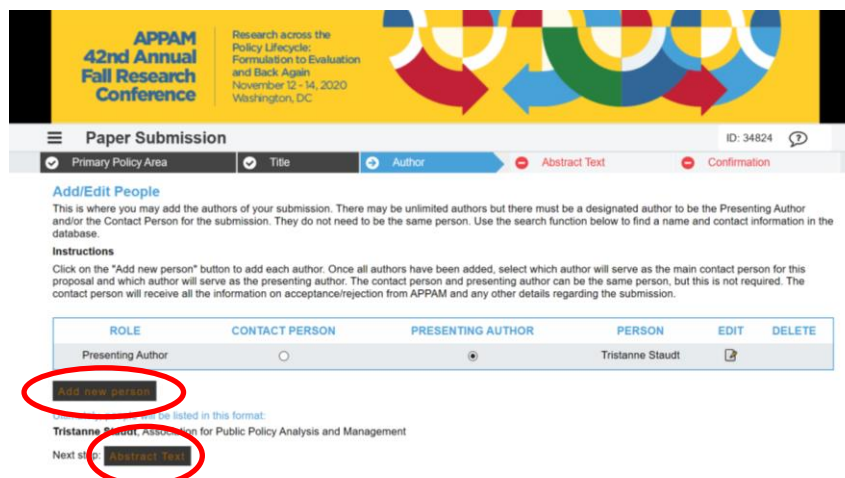 APPAM
42nd Annual
Fall Research
Conference
Research across the
Policy Lifecycle:
Formulation to Evaluation
and Back Again
November 12 - 14, 2020
Washington, DC
Paper Submission
ID: 34824
Primary Policy Area
Title
Author
Abstract Text
Confirmation
Add/Edit People
This is where you may add the authors of your submission. There may be unlimited authors but there must be a designated author to be the Presenting Author
and/or the Contact Person for the submission. They do not need to be the same person. Use the search function below to find a name and contact information in the
database.
Instructions
Click on the "Add new person" button to add each author. Once all authors have been added, select which author will serve as the main contact person for this
proposal and which author will serve as the presenting author. The contact person and presenting author can be the same person, but this is not required. The
contact person will receive all the information on acceptance/rejection from APPAM and any other details regarding the submission.
ROLE CONTACT PERSON PRESENTING AUTHOR PERSON EDIT DELETE
Presenting Author Tristanne Staudt
Add new person
people will be listed in this format:
Tristanne Staudt, Association for Public Policy Analysis and Management
Next step: Abstract Text